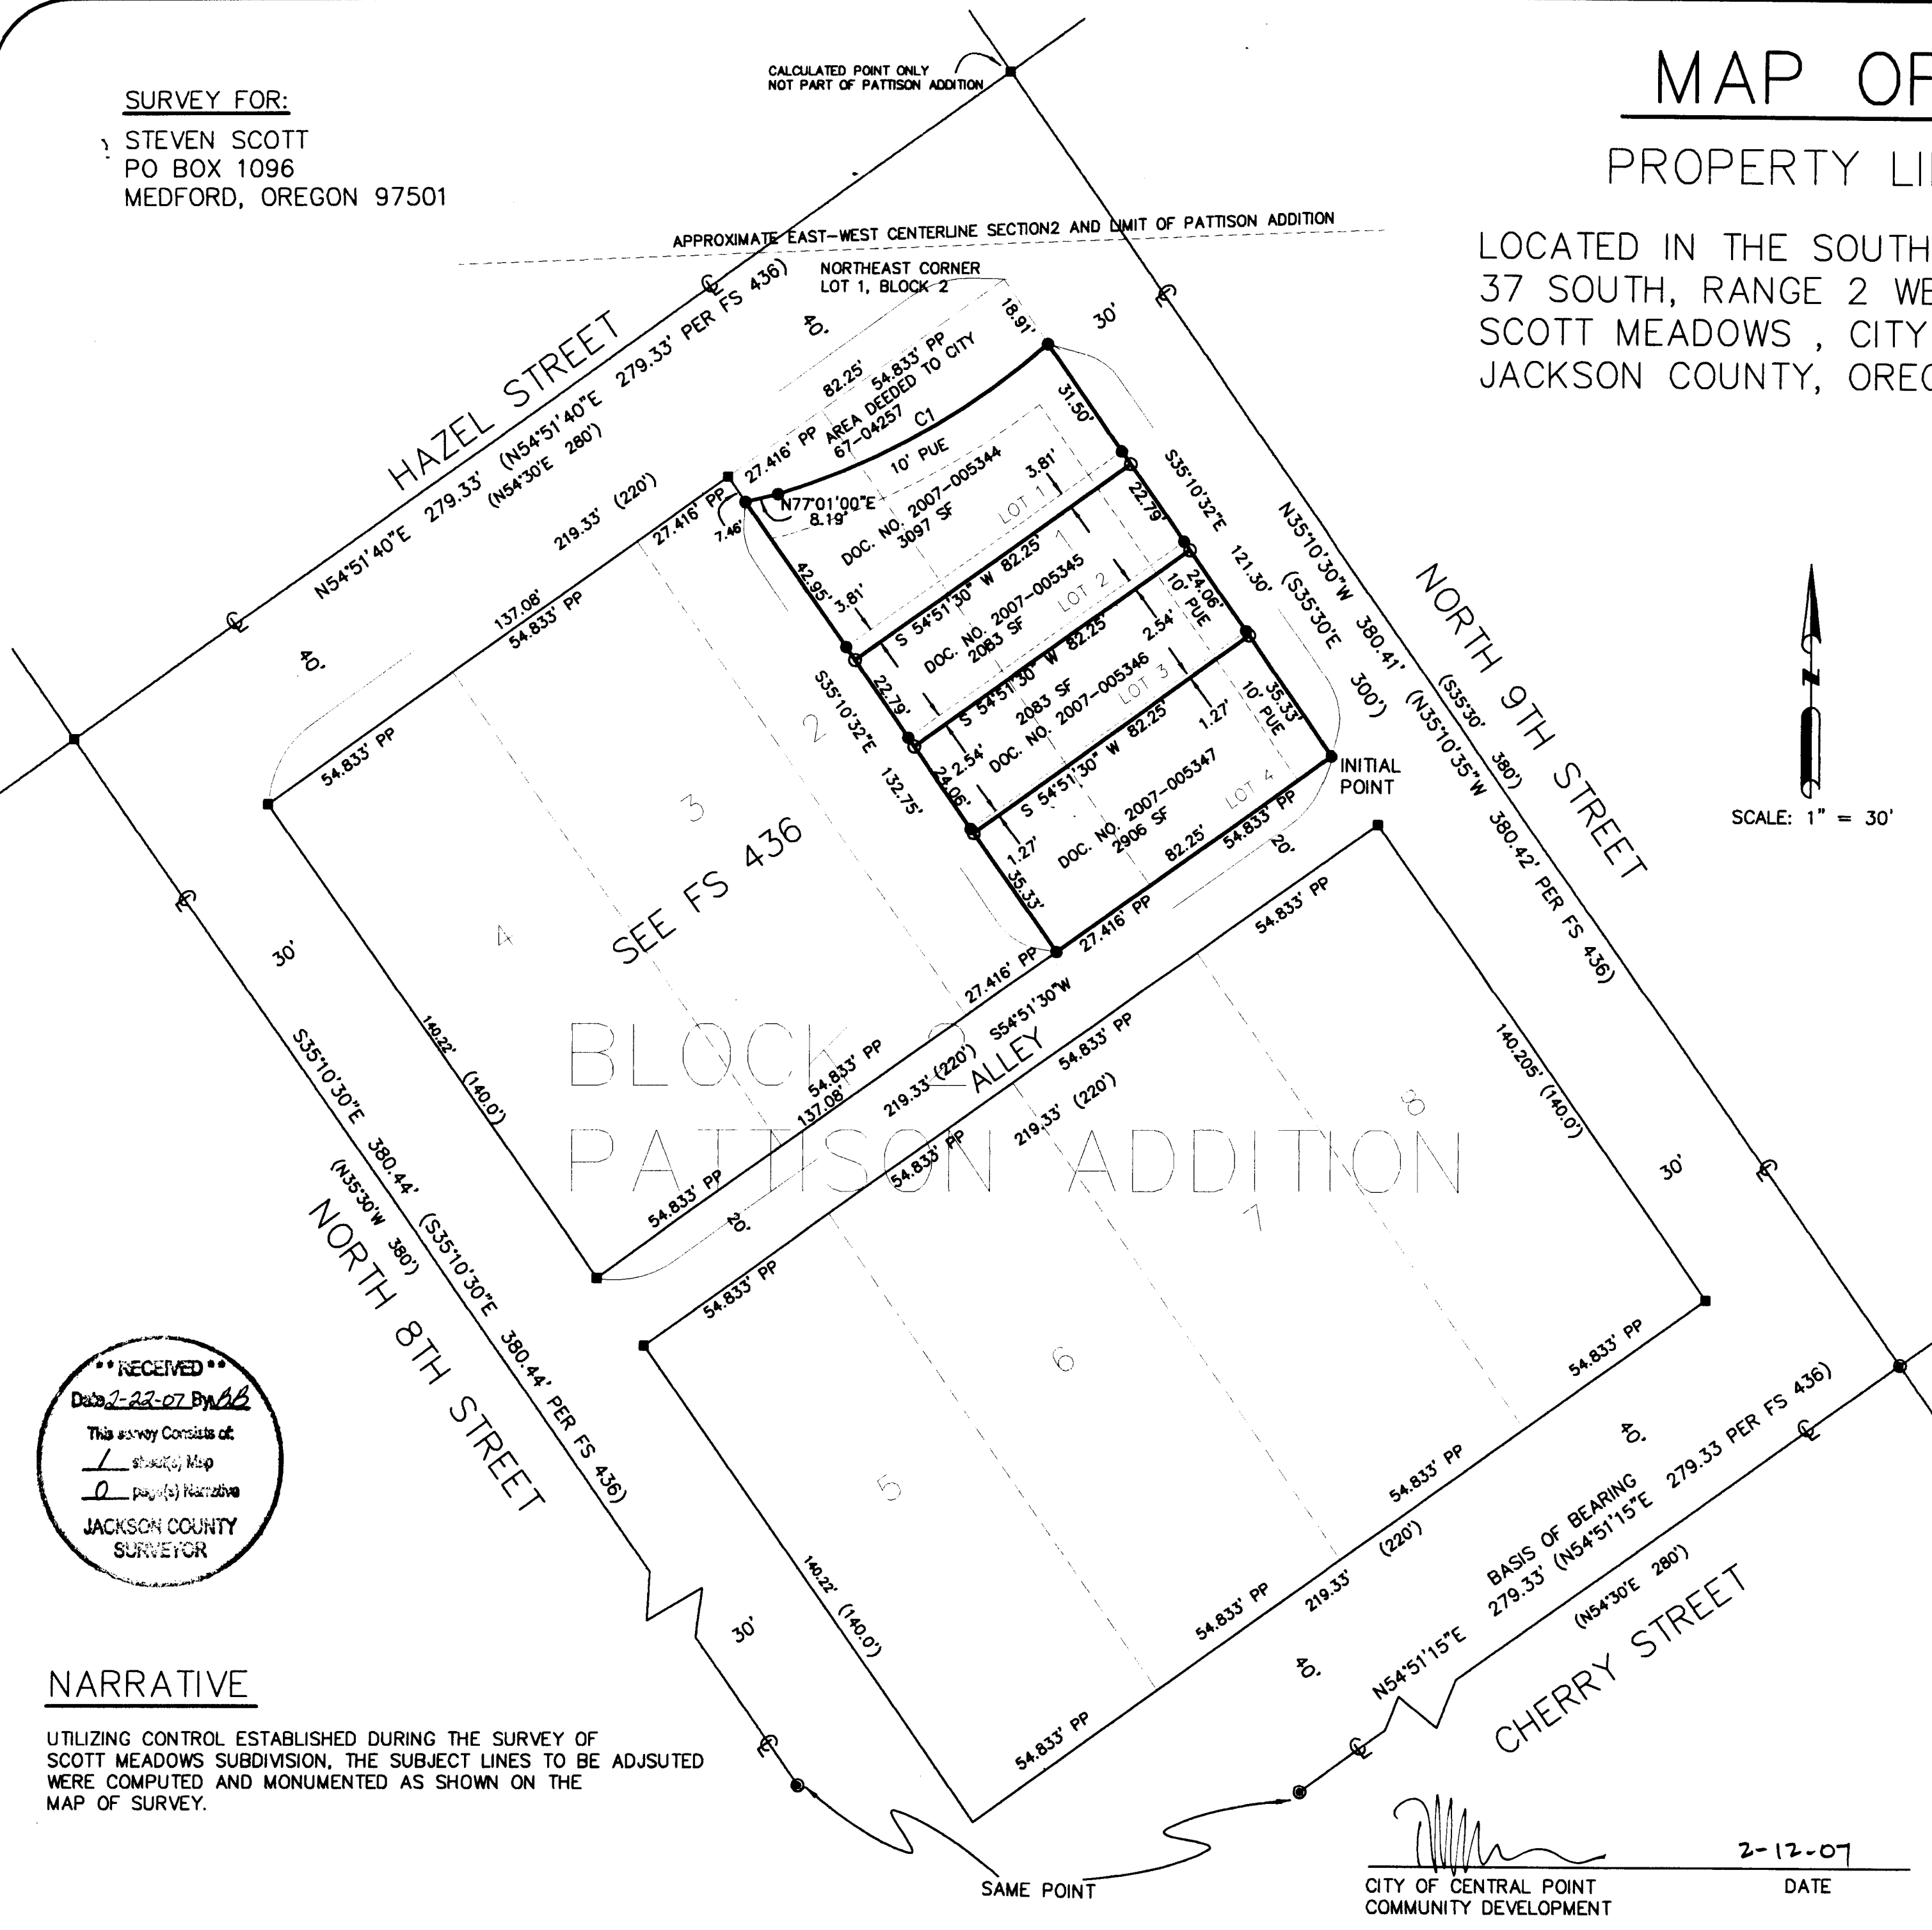 SURVEY FOR:
STEVEN SCOTT
PO BOX 1096
MEDFORD, OREGON 97501
CALCULATED POINT ONLY
NOT PART OF PATTISON ADDITION
MAP OF
PROPERTY LI
LOCATED IN THE SOUTH
37 SOUTH, RANGE 2 WE
SCOTT MEADOWS , CITY
JACKSON COUNTY, OREG
APPROXIMATE EAST-WEST CENTERLINE SECTION2 AND LIMIT OF PATTISON ADDITION
NORTHEAST CORNER
LOT 1, BLOCK 2
HAZEL STREET
N54°51'40"E 279.33' (N54°51'40"E 279.33' PER FS 436)
(N54°30'E 280')
219.33' (220')
40'
40'
30'
18.91'
82.25'
54.833' PP
27.416' PP
AREA DEEDED TO CITY
67-04257
C1
10' PUE
N77°01'00"E
8.19'
7.46'
27.416' PP
137.08'
54.833' PP
54.833' PP
31.50'
3.81'
LOT 1
DOC. NO. 2007-005344
3097 SF
42.95'
3.81'
S 54°51'30" W 82.25'
1
22.79'
LOT 2
DOC. NO. 2007-005345
2083 SF
22.79'
S 54°51'30" W 82.25'
2.54'
10' PUE
24.06'
LOT 3
DOC. NO. 2007-005346
2083 SF
2.54'
24.06'
S 54°51'30" W 82.25'
1.27'
10' PUE
35.33'
LOT 4
DOC. NO. 2007-005347
2906 SF
1.27'
35.33'
82.25'
54.833' PP
27.416' PP
20'
INITIAL
POINT
S35°10'32"E 121.30' (S35°30'E 300')
S35°10'32"E 132.75'
N35°10'30"W 380.41' (N35°10'35"W 380.42' PER FS 436)
(S35°30' 380')
NORTH 9TH STREET
SCALE: 1" = 30'
N
2
3
4
SEE FS 436
BLOCK 2
PATTISON ADDITION
27.416' PP
54.833' PP
137.08'
54.833' PP
219.33' (220') S54°51'30"W
ALLEY
20'
140.22' (140.0')
30'
S35°10'30"E 380.44' (S35°10'30"E 380.44' PER FS 436)
(N35°30'W 380')
NORTH 8TH STREET
54.833' PP
54.833' PP
54.833' PP
54.833' PP
219.33' (220')
5
6
7
8
140.205' (140.0')
30'
140.22' (140.0')
30'
54.833' PP
54.833' PP
54.833' PP
54.833' PP
219.33' (220')
40'
40'
BASIS OF BEARING
N54°51'15"E 279.33' (N54°51'15"E 279.33 PER FS 436)
(N54°30'E 280')
CHERRY STREET
** RECEIVED **
Date 2-22-07 By BB
This survey Consists of:
1 sheet(s) Map
0 page(s) Narrative
JACKSON COUNTY
SURVEYOR
NARRATIVE
UTILIZING CONTROL ESTABLISHED DURING THE SURVEY OF
SCOTT MEADOWS SUBDIVISION, THE SUBJECT LINES TO BE ADJSUTED
WERE COMPUTED AND MONUMENTED AS SHOWN ON THE
MAP OF SURVEY.
SAME POINT
2-12-07
CITY OF CENTRAL POINT
COMMUNITY DEVELOPMENT
DATE